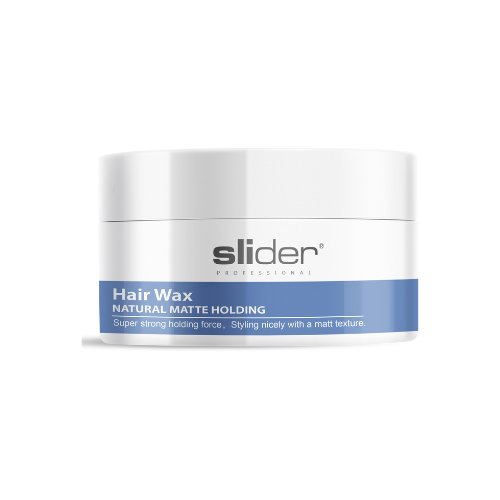 slider®
PROFESSIONAL
Hair Wax
NATURAL MATTE HOLDING
Super strong holding force, Styling nicely with a matt texture.